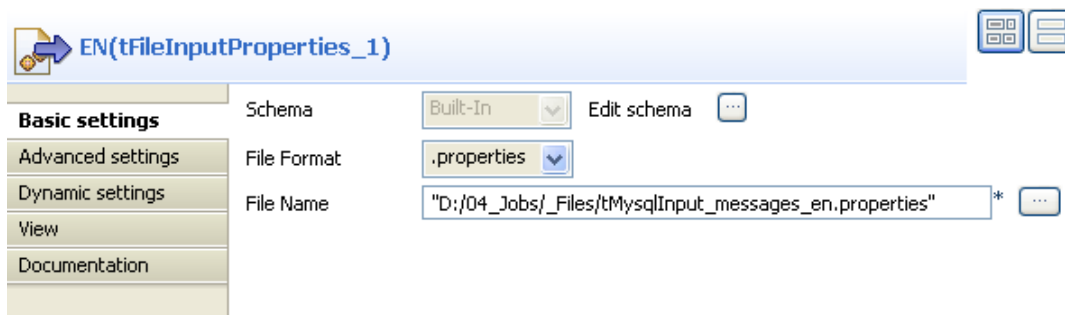 EN(tFileInputProperties_1)
Basic settings
Advanced settings
Dynamic settings
View
Documentation
Schema Built-In Edit schema ...
File Format .properties
File Name "D:/04_Jobs/_Files/tMysqlInput_messages_en.properties" * ...